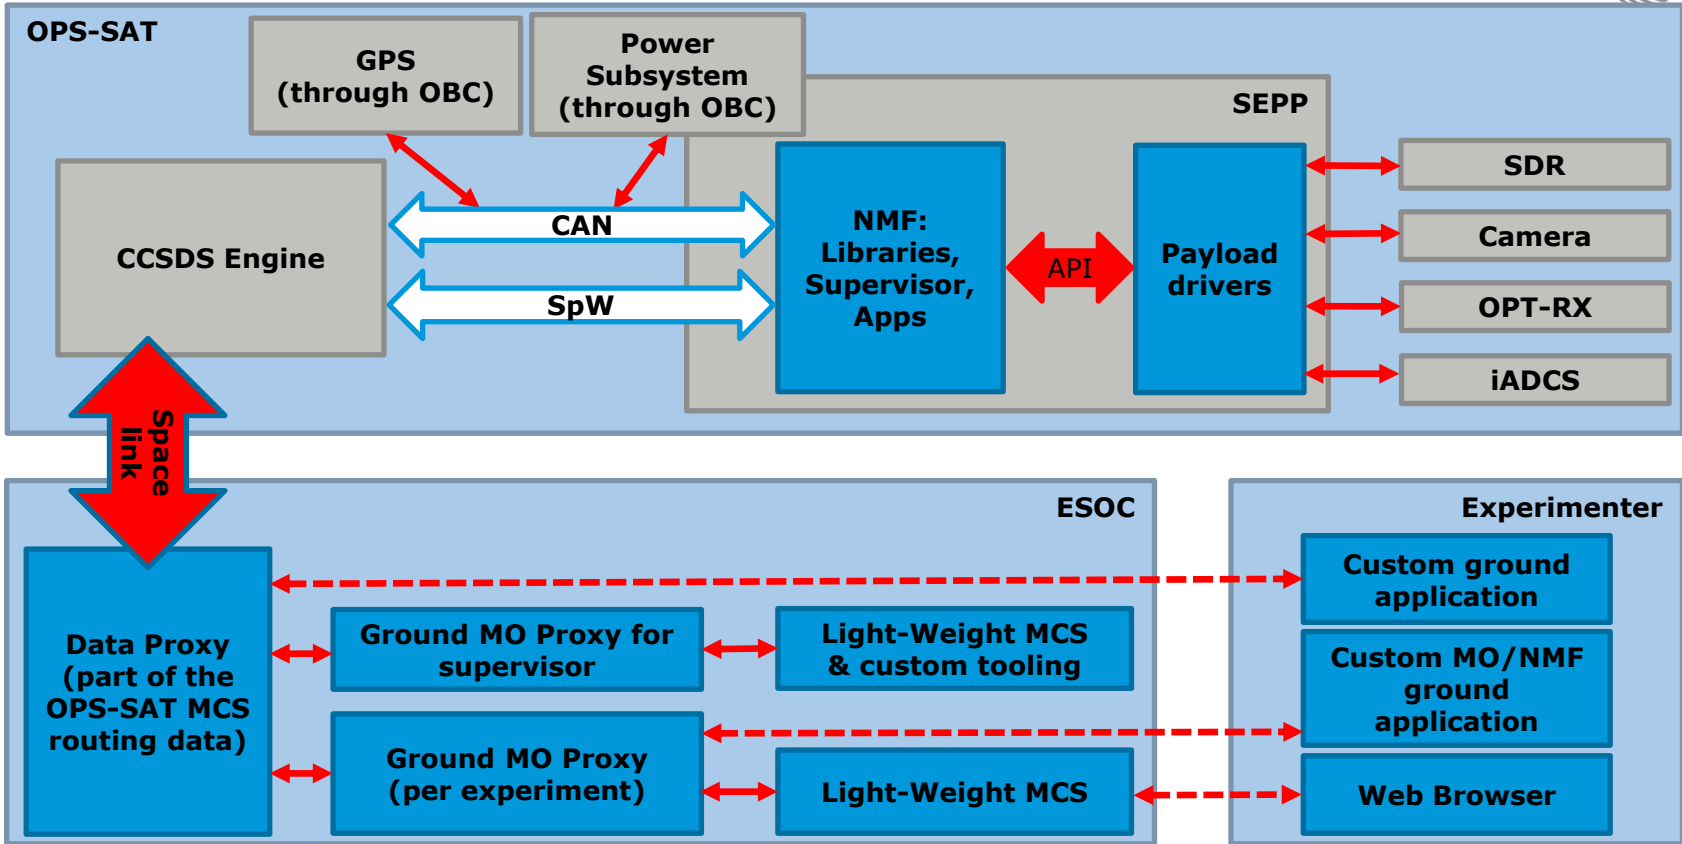 OPS-SAT
GPS
(through OBC)
Power
Subsystem
(through OBC)
SEPP
CCSDS Engine
CAN
SpW
NMF:
Libraries,
Supervisor,
Apps
API
Payload
drivers
SDR
Camera
OPT-RX
iADCS
Space
link
ESOC
Data Proxy
(part of the
OPS-SAT MCS
routing data)
Ground MO Proxy for
supervisor
Light-Weight MCS
& custom tooling
Ground MO Proxy
(per experiment)
Light-Weight MCS
Experimenter
Custom ground
application
Custom MO/NMF
ground
application
Web Browser